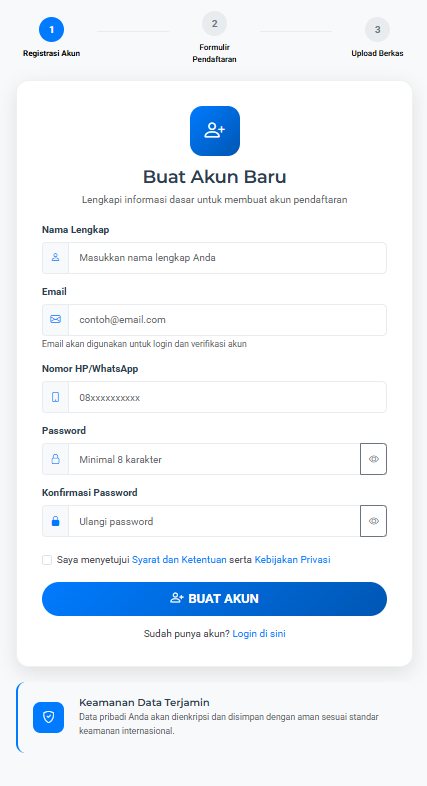 1
2
3
Registrasi Akun
Formulir
Pendaftaran
Upload Berkas
Buat Akun Baru
Lengkapi informasi dasar untuk membuat akun pendaftaran
Nama Lengkap
Masukkan nama lengkap Anda
Email
contoh@email.com
Email akan digunakan untuk login dan verifikasi akun
Nomor HP/WhatsApp
08xxxxxxxxxx
Password
Minimal 8 karakter
Konfirmasi Password
Ulangi password
Saya menyetujui Syarat dan Ketentuan serta Kebijakan Privasi
BUAT AKUN
Sudah punya akun? Login di sini
Keamanan Data Terjamin
Data pribadi Anda akan dienkripsi dan disimpan dengan aman sesuai standar
keamanan internasional.